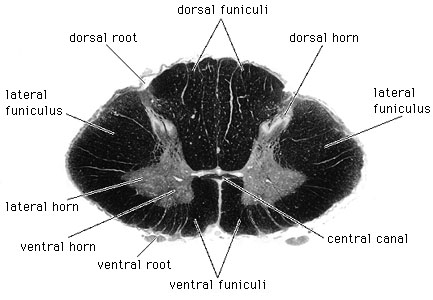 dorsal funiculi
dorsal root
dorsal horn
lateral
funiculus
lateral
funiculus
lateral horn
ventral horn
central canal
ventral root
ventral funiculi